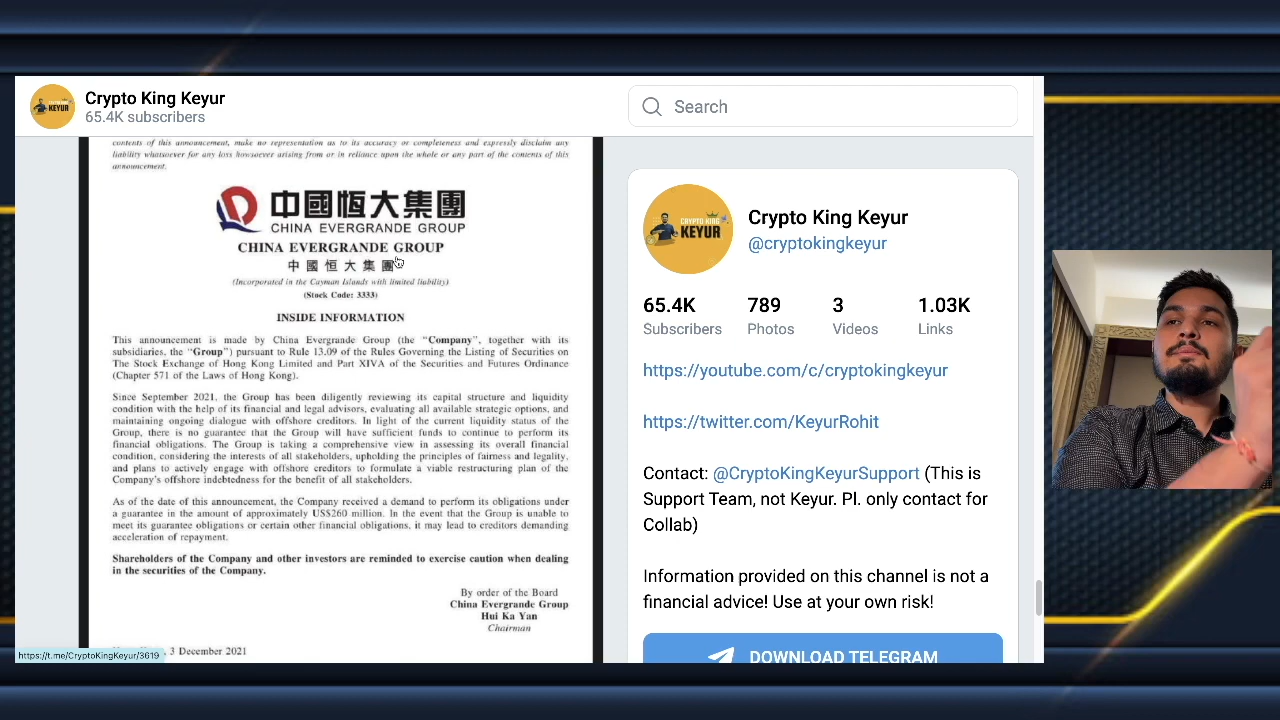 Crypto King Keyur
65.4K subscribers
KEYUR
Search
contents of this announcement, make no representation as to its accuracy or completeness and expressly disclaim any
liability whatsoever for any loss howsoever arising from or in reliance upon the whole or any part of the contents of this
announcement.
中國恒大集團
CHINA EVERGRANDE GROUP
CHINA EVERGRANDE GROUP
中國恒大集團
(Incorporated in the Cayman Islands with limited liability)
(Stock Code: 3333)
INSIDE INFORMATION
This announcement is made by China Evergrande Group (the “Company”, together with its
subsidiaries, the “Group”) pursuant to Rule 13.09 of the Rules Governing the Listing of Securities on
The Stock Exchange of Hong Kong Limited and Part XIVA of the Securities and Futures Ordinance
(Chapter 571 of the Laws of Hong Kong).
Since September 2021, the Group has been diligently reviewing its capital structure and liquidity
condition with the help of its financial and legal advisors, evaluating all available strategic options, and
maintaining ongoing dialogue with offshore creditors. In light of the current liquidity status of the
Group, there is no guarantee that the Group will have sufficient funds to continue to perform its
financial obligations. The Group is taking a comprehensive view in assessing its overall financial
condition, considering the interests of all stakeholders, upholding the principles of fairness and legality,
and plans to actively engage with offshore creditors to formulate a viable restructuring plan of the
Company's offshore indebtedness for the benefit of all stakeholders.
As of the date of this announcement, the Company received a demand to perform its obligations under
a guarantee in the amount of approximately US$260 million. In the event that the Group is unable to
meet its guarantee obligations or certain other financial obligations, it may lead to creditors demanding
acceleration of repayment.
Shareholders of the Company and other investors are reminded to exercise caution when dealing
in the securities of the Company.
By order of the Board
China Evergrande Group
Hui Ka Yan
Chairman
3 December 2021
https://t.me/CryptoKingKeyur/3619
CRYPTO KING
KEYUR
Crypto King Keyur
@cryptokingkeyur
65.4K 789 3 1.03K
Subscribers Photos Videos Links
https://youtube.com/c/cryptokingkeyur
https://twitter.com/KeyurRohit
Contact: @CryptoKingKeyurSupport (This is
Support Team, not Keyur. Pl. only contact for
Collab)
Information provided on this channel is not a
financial advice! Use at your own risk!
DOWNLOAD TELEGRAM